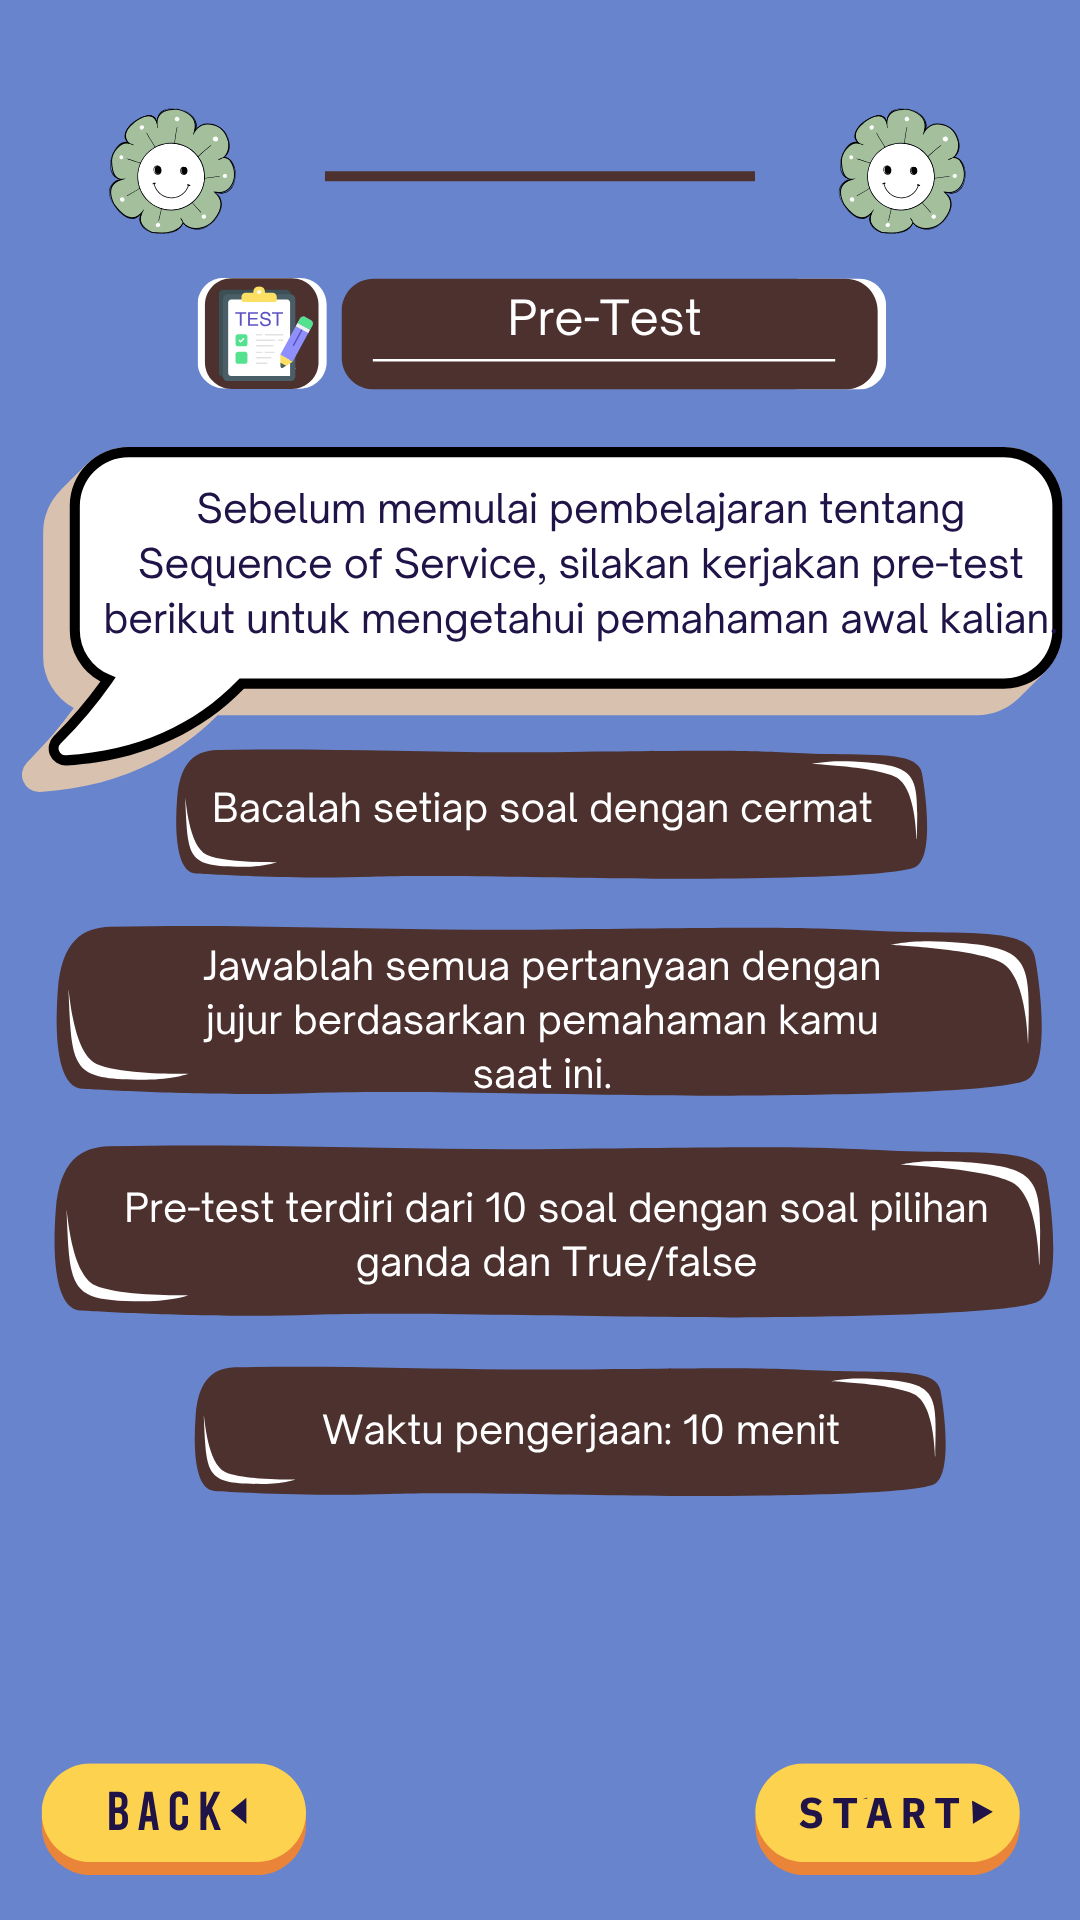 TEST
Pre-Test
Sebelum memulai pembelajaran tentang
Sequence of Service, silakan kerjakan pre-test
berikut untuk mengetahui pemahaman awal kalian.
Bacalah setiap soal dengan cermat
Jawablah semua pertanyaan dengan
jujur berdasarkan pemahaman kamu
saat ini.
Pre-test terdiri dari 10 soal dengan soal pilihan
ganda dan True/false
Waktu pengerjaan: 10 menit
BACK
START